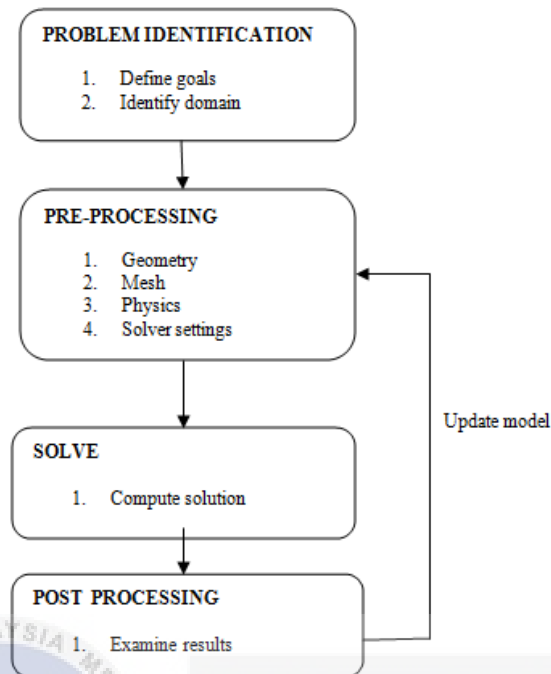 PROBLEM IDENTIFICATION
1. Define goals
2. Identify domain
PRE-PROCESSING
1. Geometry
2. Mesh
3. Physics
4. Solver settings
Update model
SOLVE
1. Compute solution
POST PROCESSING
1. Examine results